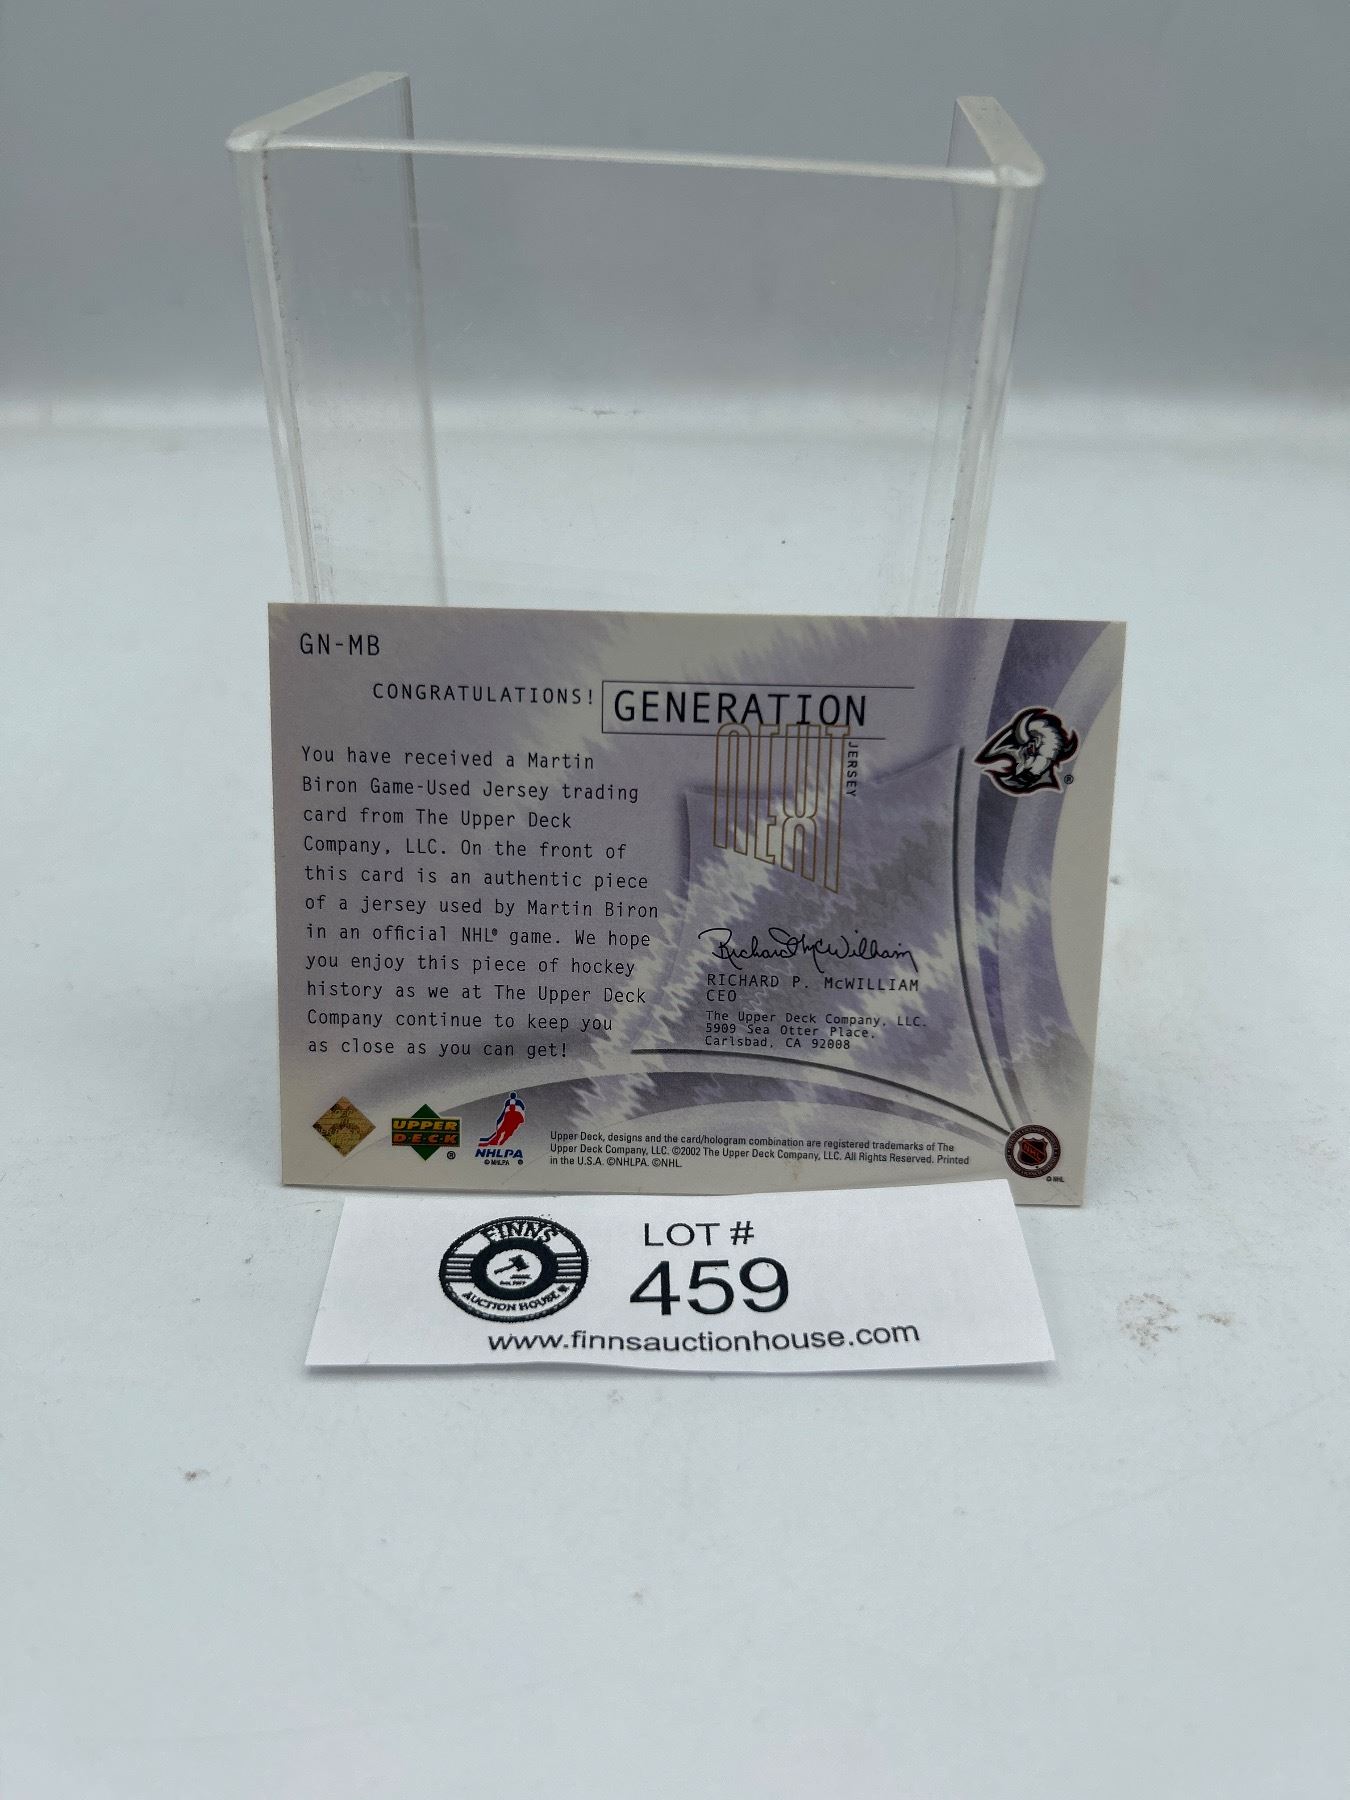 GN-MB
CONGRATULATIONS!
GENERATION
NEXT
JERSEY
You have received a Martin
Biron Game-Used Jersey trading
card from The Upper Deck
Company, LLC. On the front of
this card is an authentic piece
of a jersey used by Martin Biron
in an official NHL® game. We hope
you enjoy this piece of hockey
history as we at The Upper Deck
Company continue to keep you
as close as you can get!
Richard P. McWilliam
RICHARD P. McWILLIAM
CEO
The Upper Deck Company, LLC.
5909 Sea Otter Place,
Carlsbad, CA 92008
®
UPPER
DECK
®
NHLPA
© NHLPA ®
Upper Deck, designs and the card/hologram combination are registered trademarks of The
Upper Deck Company, LLC. ©2002 The Upper Deck Company, LLC. All Rights Reserved. Printed
in the U.S.A. ©NHLPA. ©NHL.
NHL
© NHL
FINNS
AUCTION HOUSE
LOT #
459
www.finnsauctionhouse.com